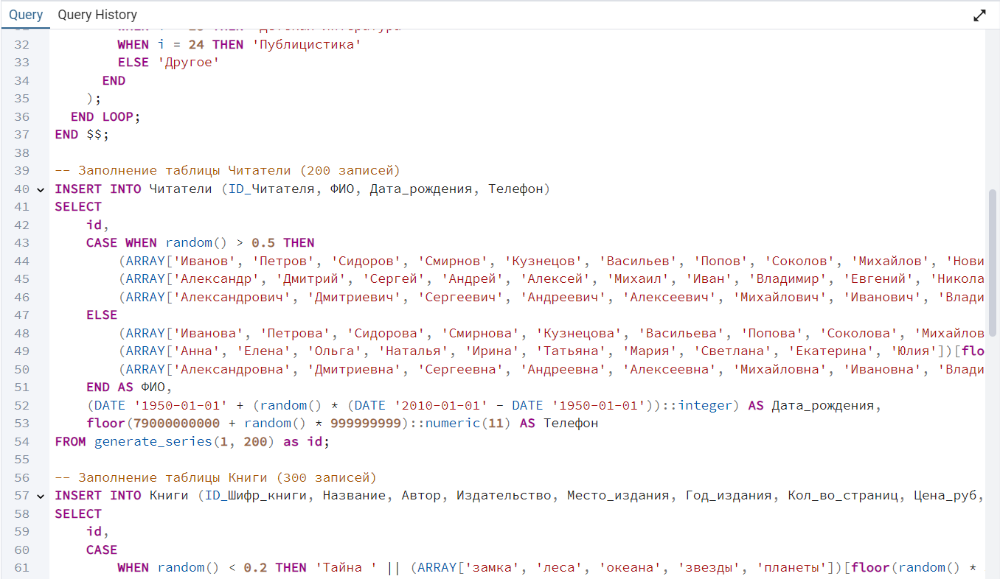 Query Query History
32 WHEN i = 24 THEN 'Публицистика'
33 ELSE 'Другое'
34 END
35 );
36 END LOOP;
37 END $$;
38
39 -- Заполнение таблицы Читатели (200 записей)
40 INSERT INTO Читатели (ID_Читателя, ФИО, Дата_рождения, Телефон)
41 SELECT
42 id,
43 CASE WHEN random() > 0.5 THEN
44 (ARRAY['Иванов', 'Петров', 'Сидоров', 'Смирнов', 'Кузнецов', 'Васильев', 'Попов', 'Соколов', 'Михайлов', 'Нови
45 (ARRAY['Александр', 'Дмитрий', 'Сергей', 'Андрей', 'Алексей', 'Михаил', 'Иван', 'Владимир', 'Евгений', 'Никола
46 (ARRAY['Александрович', 'Дмитриевич', 'Сергеевич', 'Андреевич', 'Алексеевич', 'Михайлович', 'Иванович', 'Влади
47 ELSE
48 (ARRAY['Иванова', 'Петрова', 'Сидорова', 'Смирнова', 'Кузнецова', 'Васильева', 'Попова', 'Соколова', 'Михайлов
49 (ARRAY['Анна', 'Елена', 'Ольга', 'Наталья', 'Ирина', 'Татьяна', 'Мария', 'Светлана', 'Екатерина', 'Юлия'])[flo
50 (ARRAY['Александровна', 'Дмитриевна', 'Сергеевна', 'Андреевна', 'Алексеевна', 'Михайловна', 'Ивановна', 'Влади
51 END AS ФИО,
52 (DATE '1950-01-01' + (random() * (DATE '2010-01-01' - DATE '1950-01-01'))::integer) AS Дата_рождения,
53 floor(79000000000 + random() * 999999999)::numeric(11) AS Телефон
54 FROM generate_series(1, 200) as id;
55
56 -- Заполнение таблицы Книги (300 записей)
57 INSERT INTO Книги (ID_Шифр_книги, Название, Автор, Издательство, Место_издания, Год_издания, Кол_во_страниц, Цена_руб,
58 SELECT
59 id,
60 CASE
61 WHEN random() < 0.2 THEN 'Тайна ' || (ARRAY['замка', 'леса', 'океана', 'звезды', 'планеты'])[floor(random() *